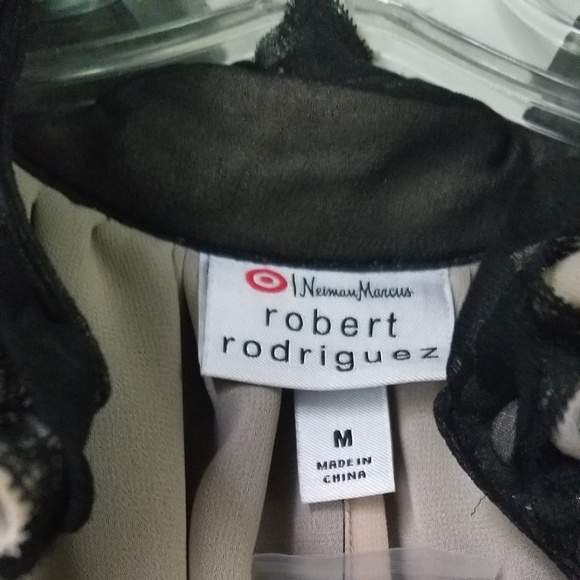 | Neiman Marcus
robert
rodriguez
M
MADE IN
CHINA